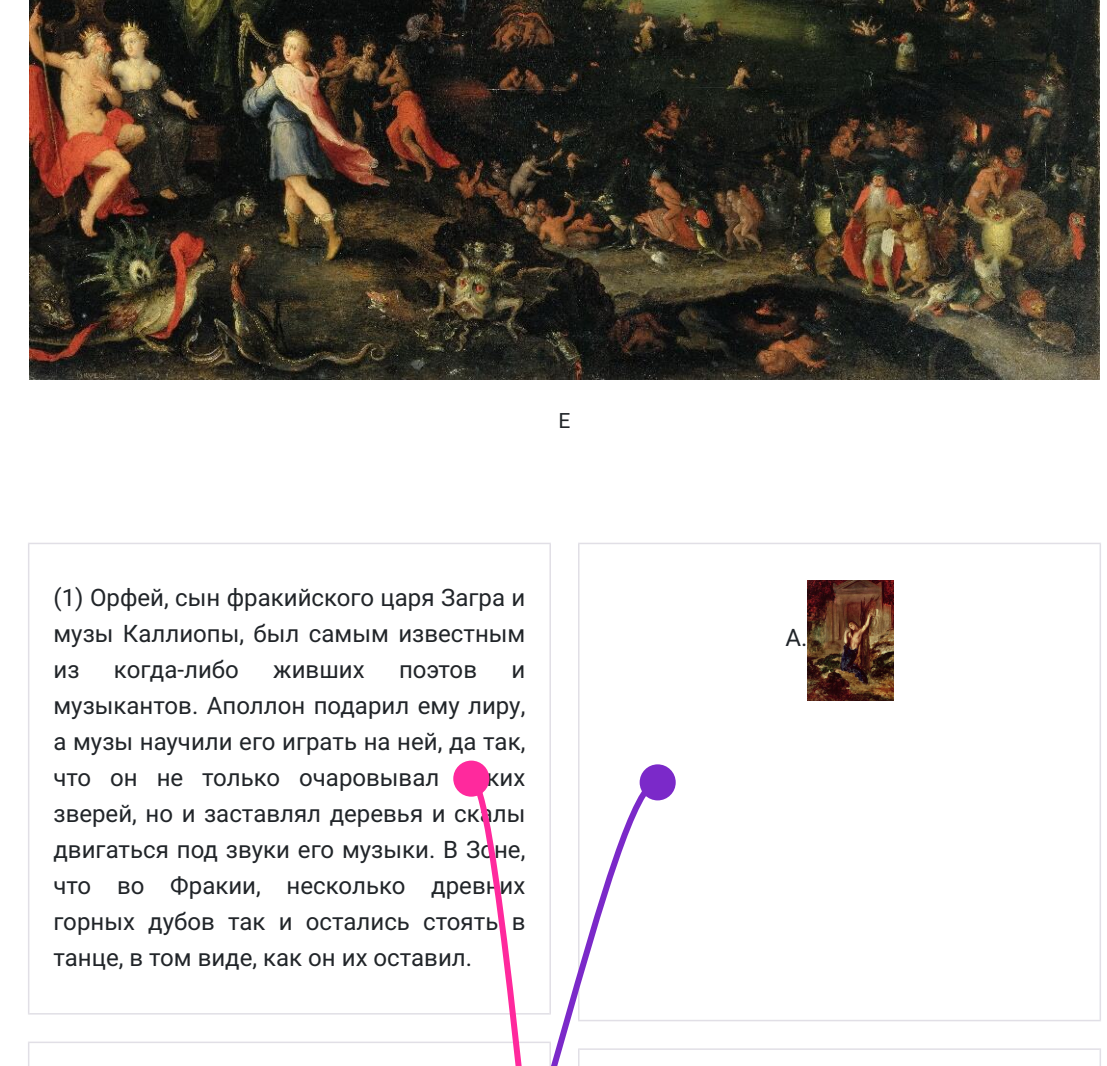 E
(1) Орфей, сын фракийского царя Загра и
музы Каллиопы, был самым известным
из когда-либо живших поэтов и
музыкантов. Аполлон подарил ему лиру,
а музы научили его играть на ней, да так,
что он не только очаровывал ких
зверей, но и заставлял деревья и скалы
двигаться под звуки его музыки. В Зоне,
что во Фракии, несколько древних
горных дубов так и остались стоять в
танце, в том виде, как он их оставил.
А.